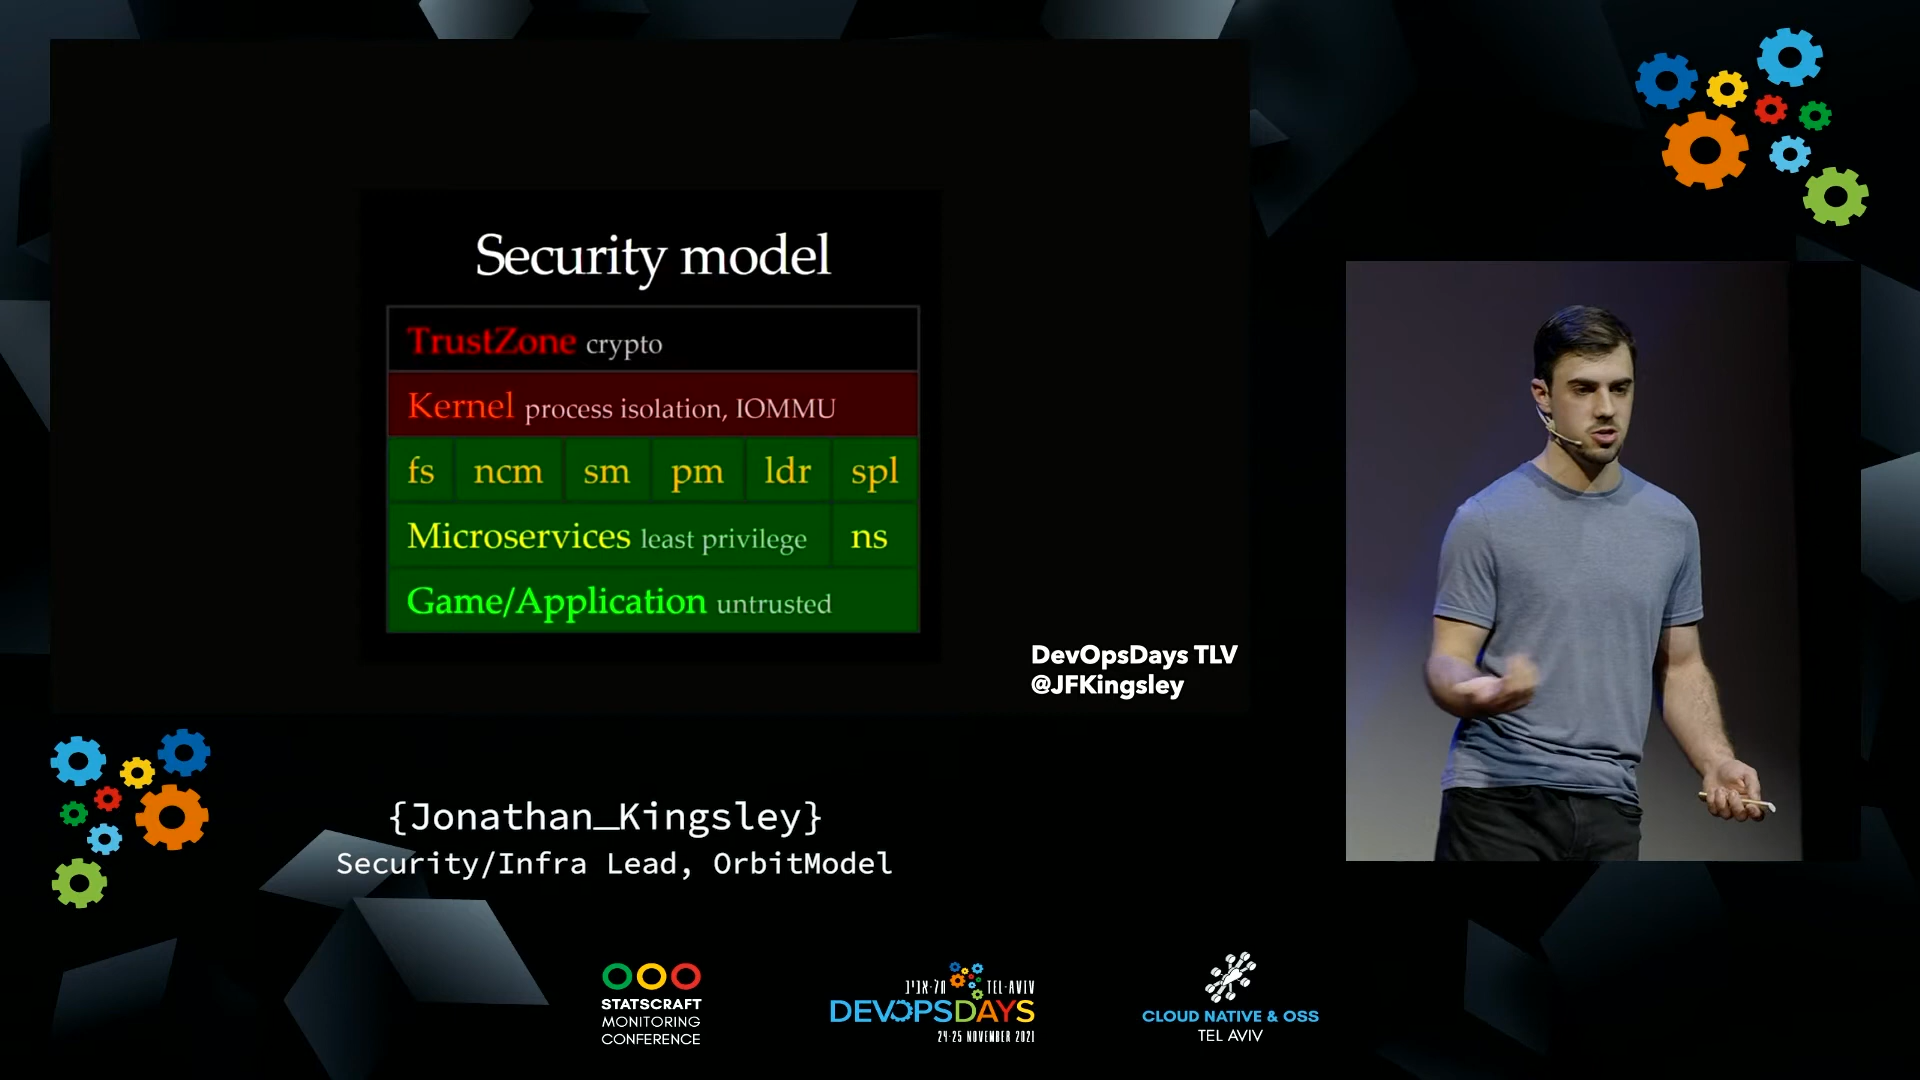 Security model
TrustZone crypto
Kernel process isolation, IOMMU
fs ncm sm pm ldr spl
Microservices least privilege ns
Game/Application untrusted
DevOpsDays TLV
@JFKingsley
{Jonathan_Kingsley}
Security/Infra Lead, OrbitModel
STATSCRAFT
MONITORING
CONFERENCE
תל-אביב TEL-AVIV
DEVOPSDAYS
24-25 NOVEMBER 2021
CLOUD NATIVE & OSS
TEL AVIV